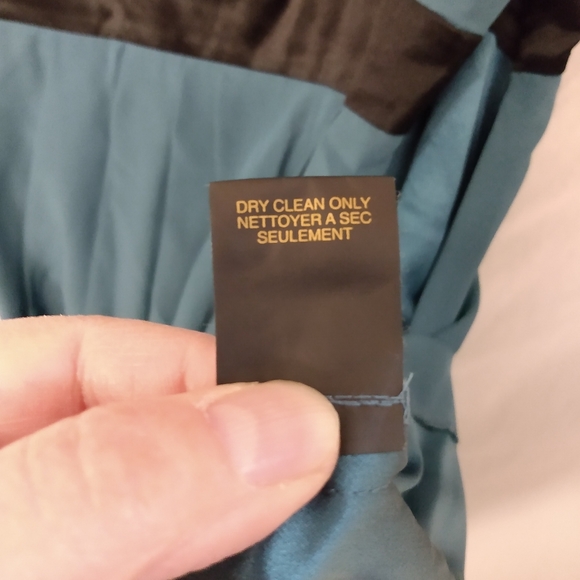 DRY CLEAN ONLY
NETTOYER A SEC
SEULEMENT